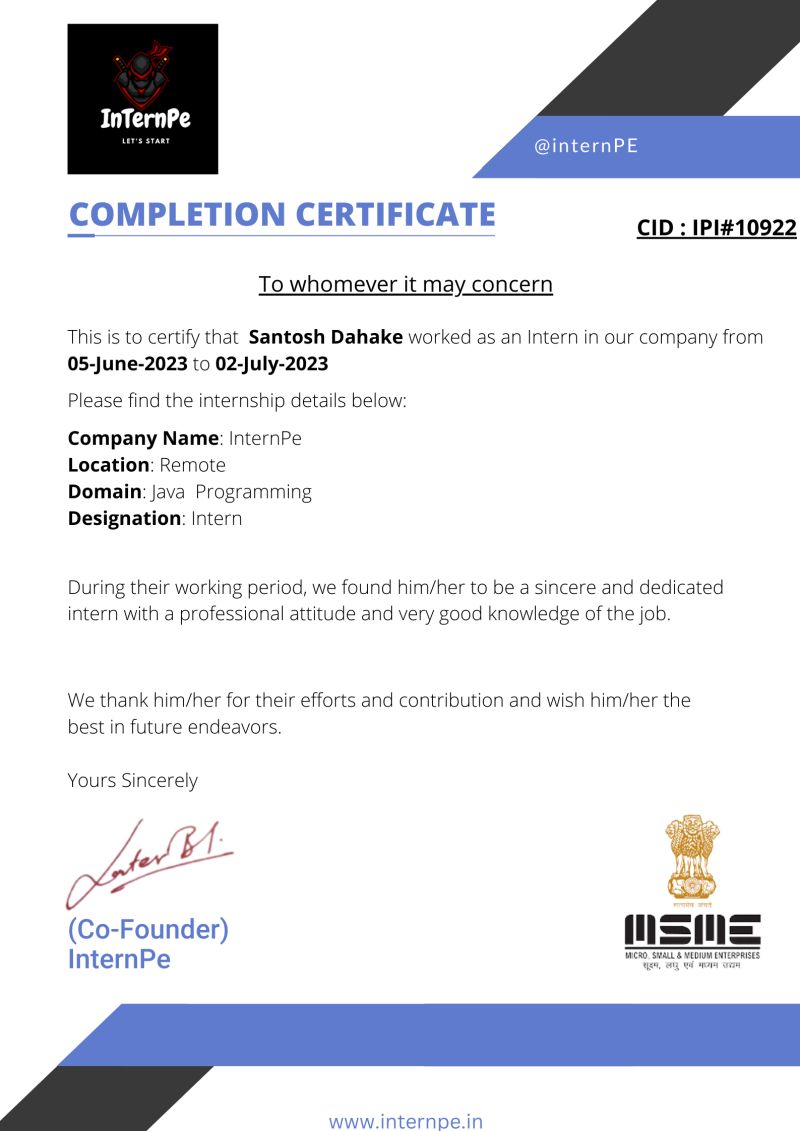 InTernPe
LET'S START
@internPE
COMPLETION CERTIFICATE
CID : IPI#10922
To whomever it may concern
This is to certify that Santosh Dahake worked as an Intern in our company from
05-June-2023 to 02-July-2023
Please find the internship details below:
Company Name: InternPe
Location: Remote
Domain: Java Programming
Designation: Intern
During their working period, we found him/her to be a sincere and dedicated
intern with a professional attitude and very good knowledge of the job.
We thank him/her for their efforts and contribution and wish him/her the
best in future endeavors.
Yours Sincerely
(Co-Founder)
InternPe
सत्यमेव जयते
MSME
MICRO, SMALL & MEDIUM ENTERPRISES
सूक्ष्म, लघु एवं मध्यम उद्यम
www.internpe.in